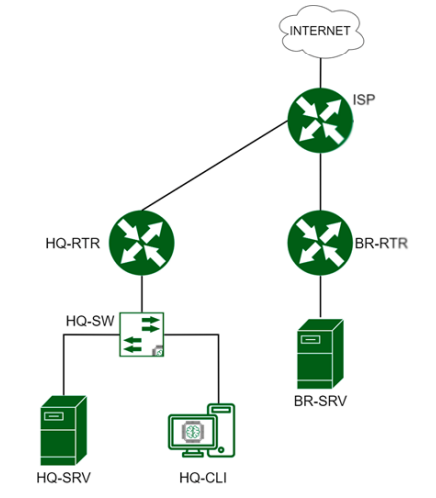 INTERNET
ISP
HQ-RTR
BR-RTR
HQ-SW
BR-SRV
HQ-SRV
HQ-CLI